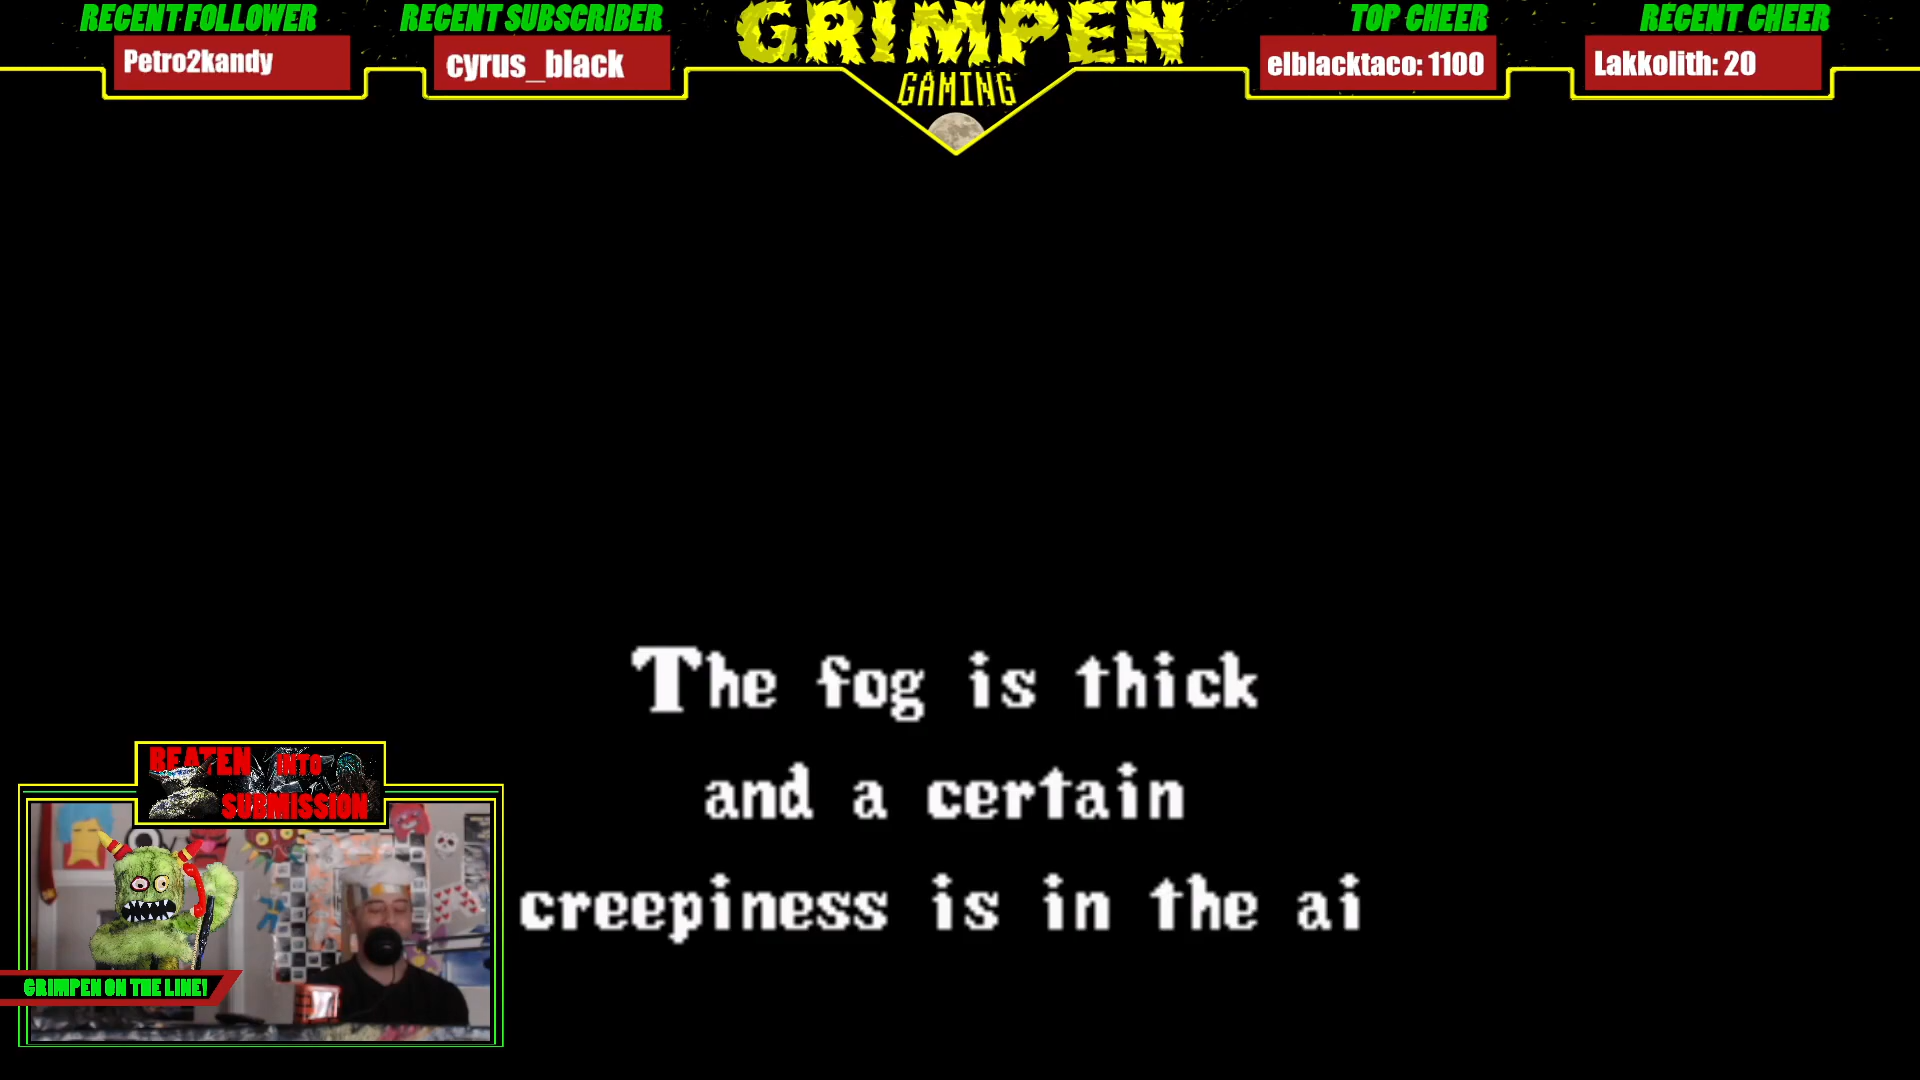 RECENT FOLLOWER
Petro2kandy
RECENT SUBSCRIBER
cyrus_black
GRIMPEN
GAMING
TOP CHEER
elblacktaco: 1100
RECENT CHEER
Lakkolith: 20
The fog is thick
and a certain
creepiness is in the ai
BEATEN INTO
SUBMISSION
GRIMPEN ON THE LINE!